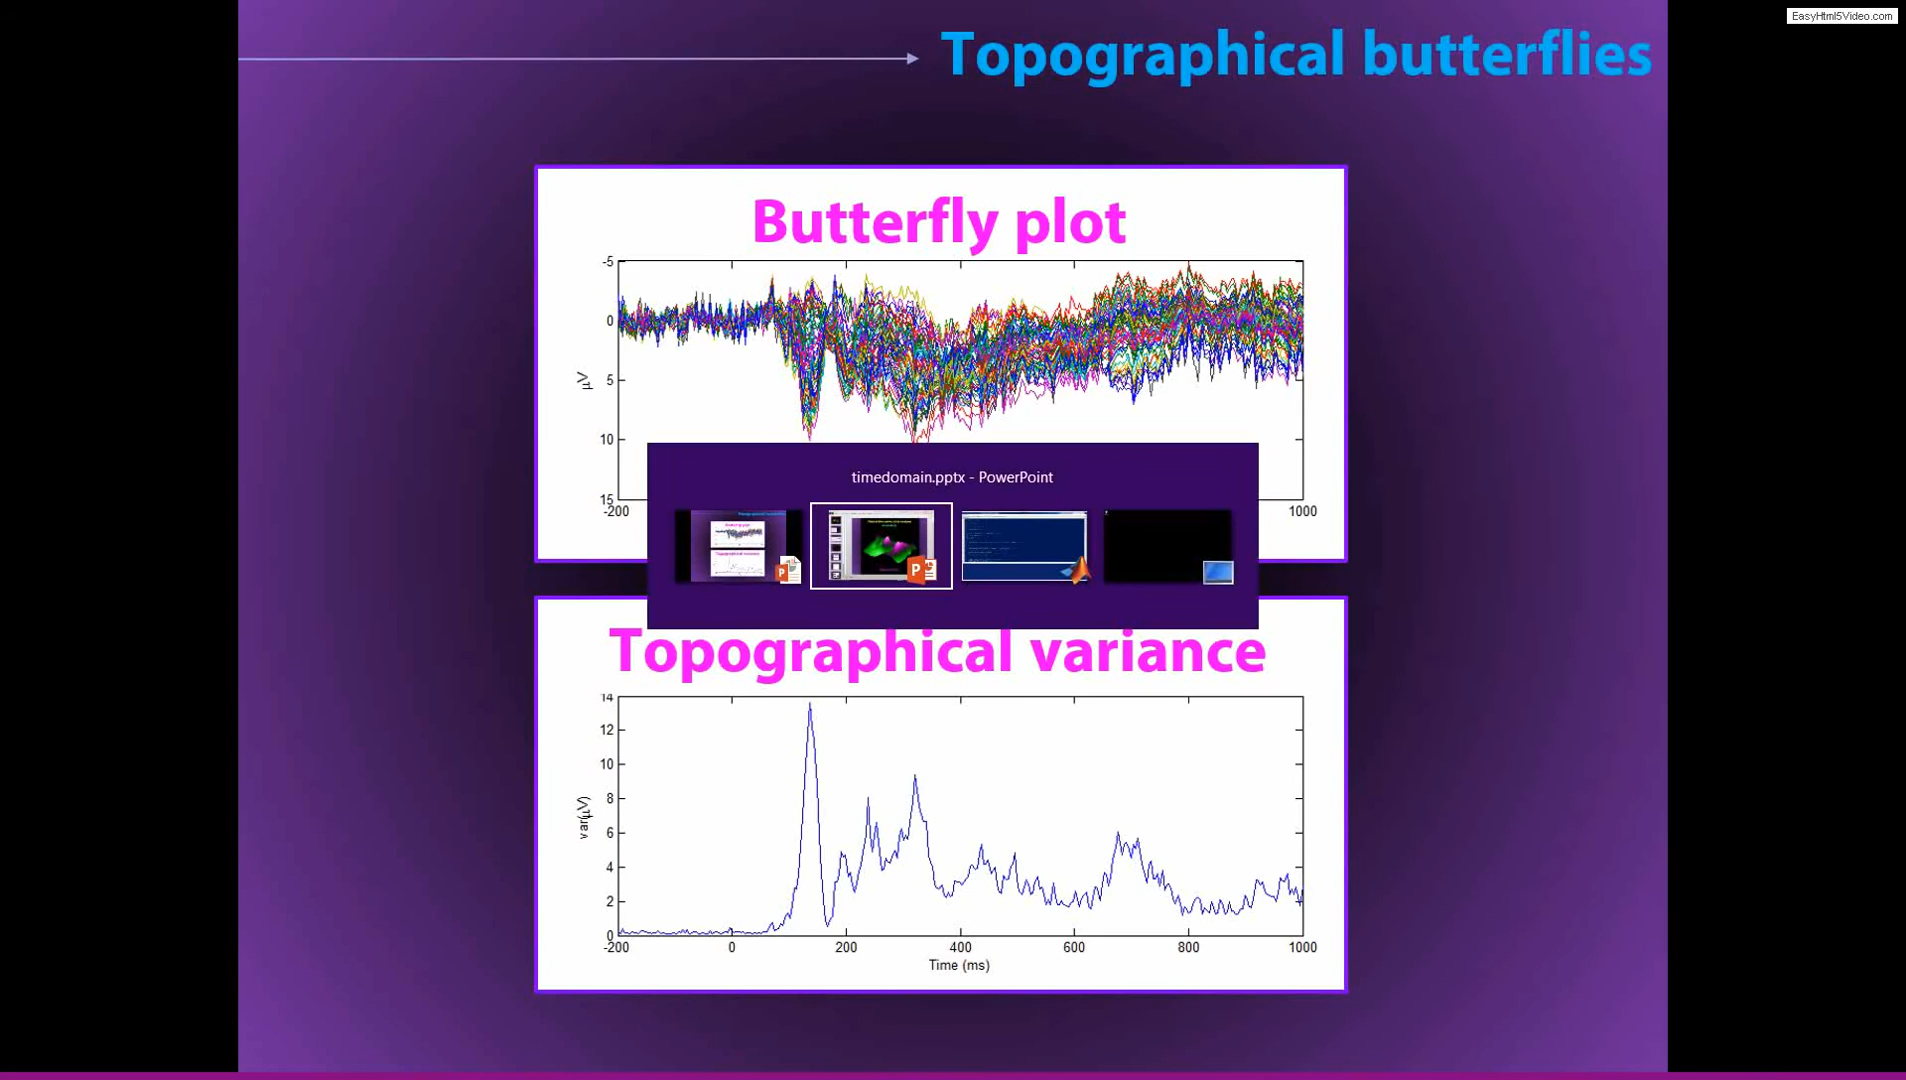 EasyHtml5Video.com
Topographical butterflies
Butterfly plot
-5
0
5
10
15
μV
-200
1000
timedomain.pptx - PowerPoint
Topographical variance
14
12
10
8
6
4
2
0
var(μV)
-200 0 200 400 600 800 1000
Time (ms)